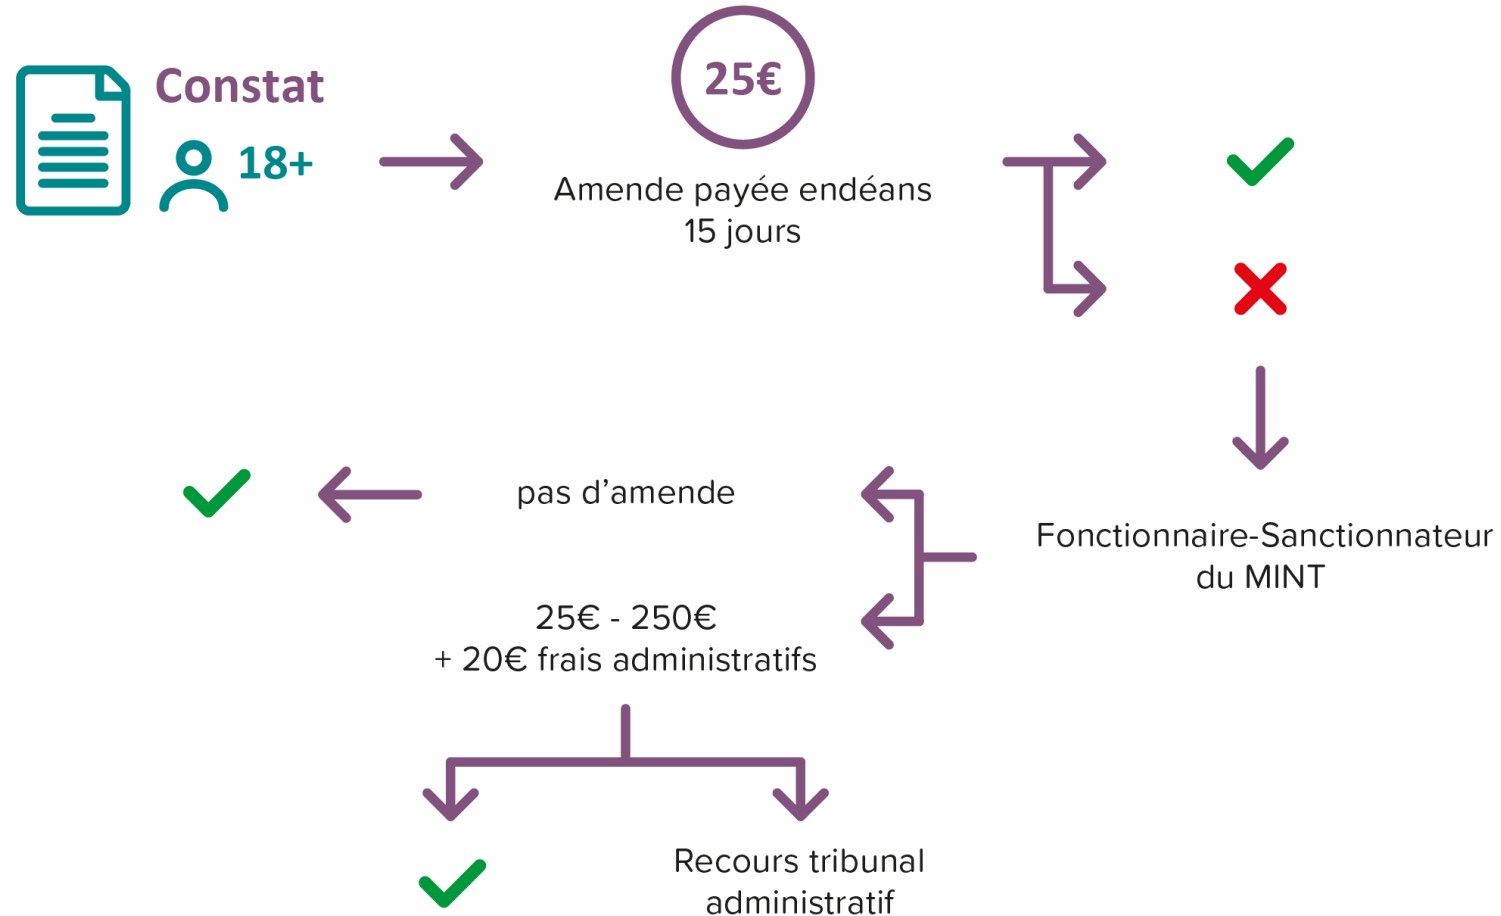 Constat
18+
25€
Amende payée endéans
15 jours
Fonctionnaire-Sanctionnateur
du MINT
pas d’amende
25€ - 250€
+ 20€ frais administratifs
Recours tribunal
administratif